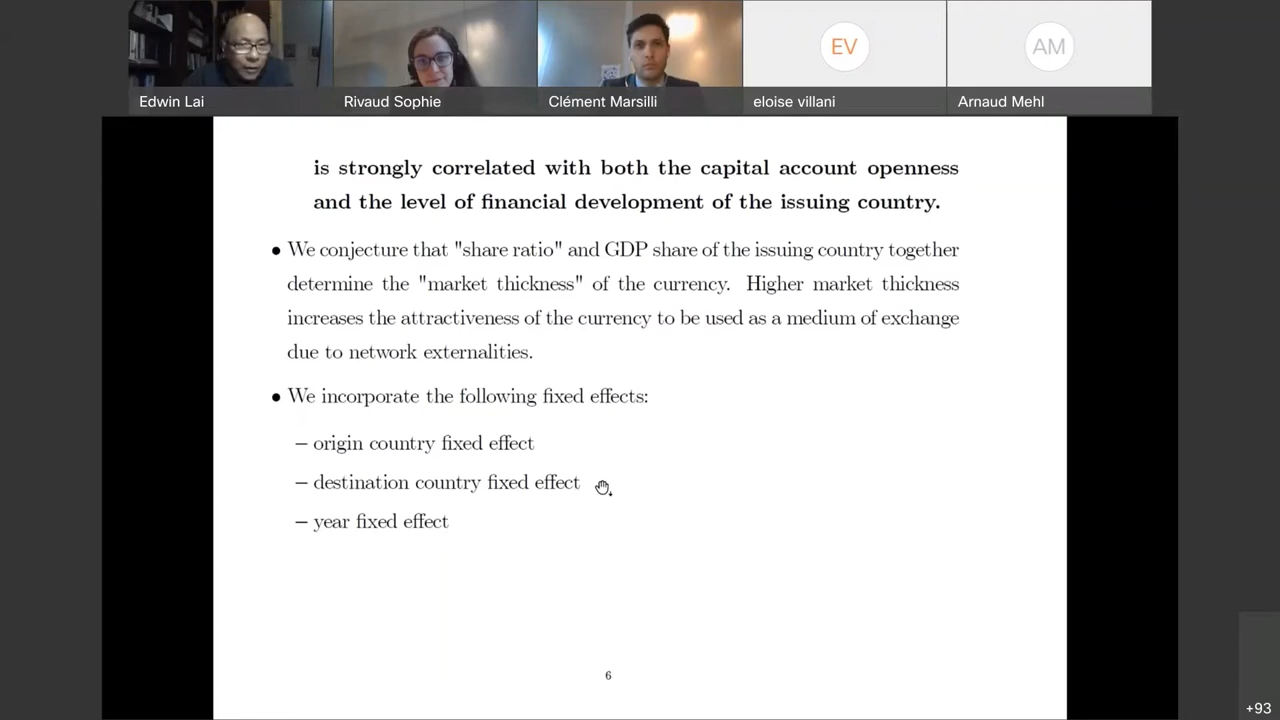 EV
AM
Edwin Lai
Rivaud Sophie
Clément Marsilli
eloise villani
Arnaud Mehl
is strongly correlated with both the capital account openness
and the level of financial development of the issuing country.
• We conjecture that "share ratio" and GDP share of the issuing country together
determine the "market thickness" of the currency. Higher market thickness
increases the attractiveness of the currency to be used as a medium of exchange
due to network externalities.
• We incorporate the following fixed effects:
– origin country fixed effect
– destination country fixed effect
– year fixed effect
6
+93